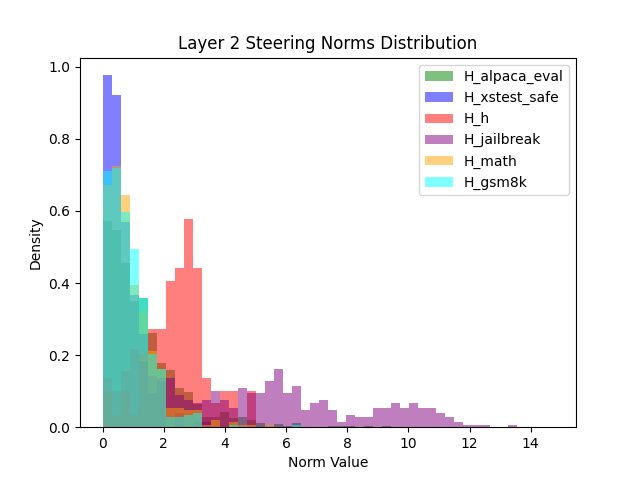 Layer 2 Steering Norms Distribution
H_alpaca_eval
H_xstest_safe
H_h
H_jailbreak
H_math
H_gsm8k
Density
1.0
0.8
0.6
0.4
0.2
0.0
0 2 4 6 8 10 12 14
Norm Value